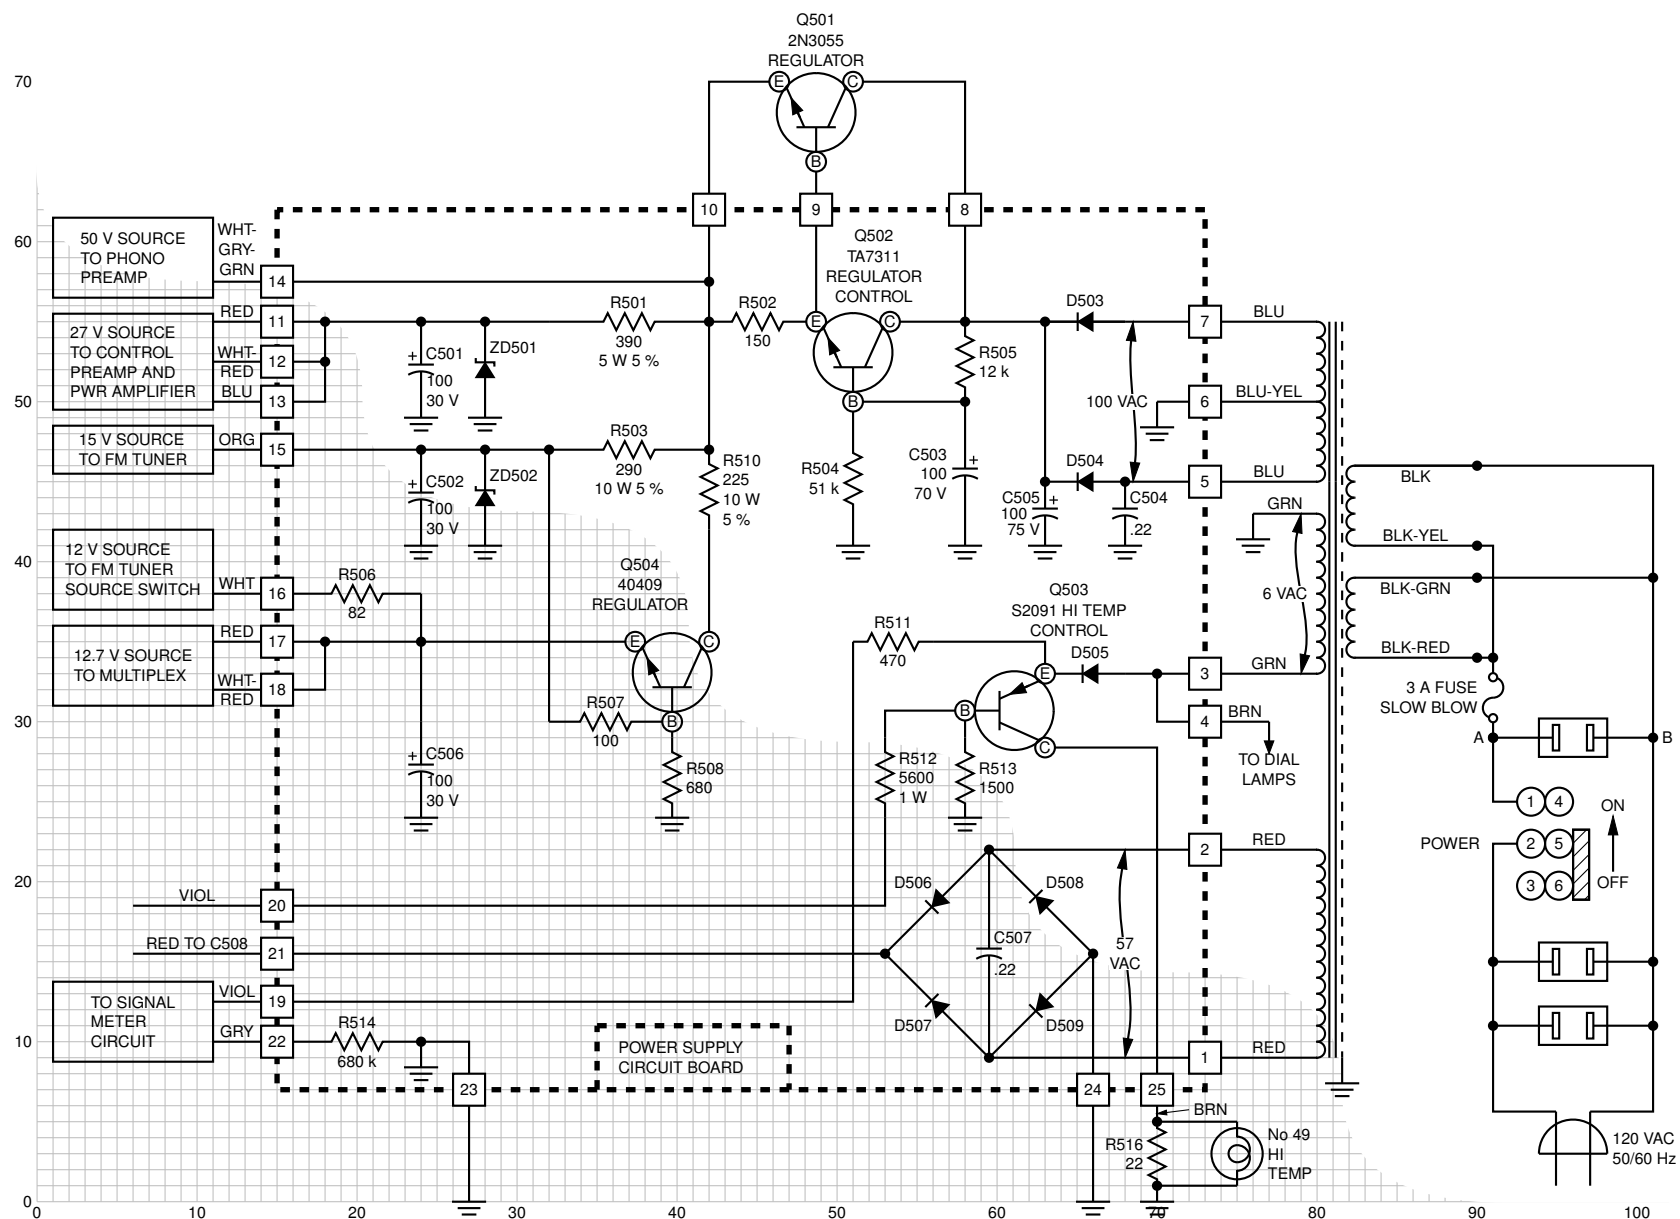 Q501
2N3055
REGULATOR
70
E
C
B
10
9
8
50 V SOURCE
TO PHONO
PREAMP
WHT-
GRY-
GRN
14
60
Q502
TA7311
REGULATOR
CONTROL
27 V SOURCE
TO CONTROL
PREAMP AND
PWR AMPLIFIER
RED
11
WHT-
RED
12
BLU
13
+
C501
100
30 V
ZD501
R501
390
5 W 5 %
R502
150
E
C
B
R505
12 k
D503
7
BLU
100 VAC
6
BLU-YEL
50
15 V SOURCE
TO FM TUNER
ORG
15
+
C502
100
30 V
ZD502
R503
290
10 W 5 %
R510
225
10 W
5 %
R504
51 k
C503
100
70 V
+
D504
C505
100
75 V
+
C504
.22
5
BLU
GRN
BLK
BLK-YEL
12 V SOURCE
TO FM TUNER
SOURCE SWITCH
WHT
16
R506
82
40
Q504
40409
REGULATOR
E
C
B
Q503
S2091 HI TEMP
CONTROL
6 VAC
BLK-GRN
12.7 V SOURCE
TO MULTIPLEX
RED
17
WHT-
RED
18
R511
470
D505
E
B
C
3
GRN
BLK-RED
3 A FUSE
SLOW BLOW
30
R507
100
R508
680
+
C506
100
30 V
R512
5600
1 W
R513
1500
4
BRN
TO DIAL
LAMPS
A
B
1
4
ON
POWER
2
5
3
6
OFF
2
RED
20
VIOL
20
D506
D508
RED TO C508
21
C507
.22
57
VAC
TO SIGNAL
METER
CIRCUIT
VIOL
19
GRY
22
R514
680 k
D507
D509
10
POWER SUPPLY
CIRCUIT BOARD
1
RED
23
24
25
BRN
R516
22
No 49
HI
TEMP
120 VAC
50/60 Hz
0
0
10
20
30
40
50
60
70
80
90
100